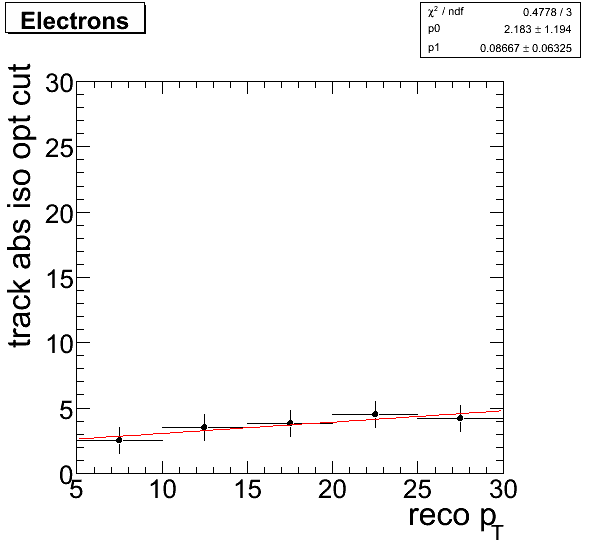 Electrons
χ² / ndf 0.4778 / 3
p0 2.183 ± 1.194
p1 0.08667 ± 0.06325
track abs iso opt cut
30
25
20
15
10
5
0
5 10 15 20 25 30
reco pT